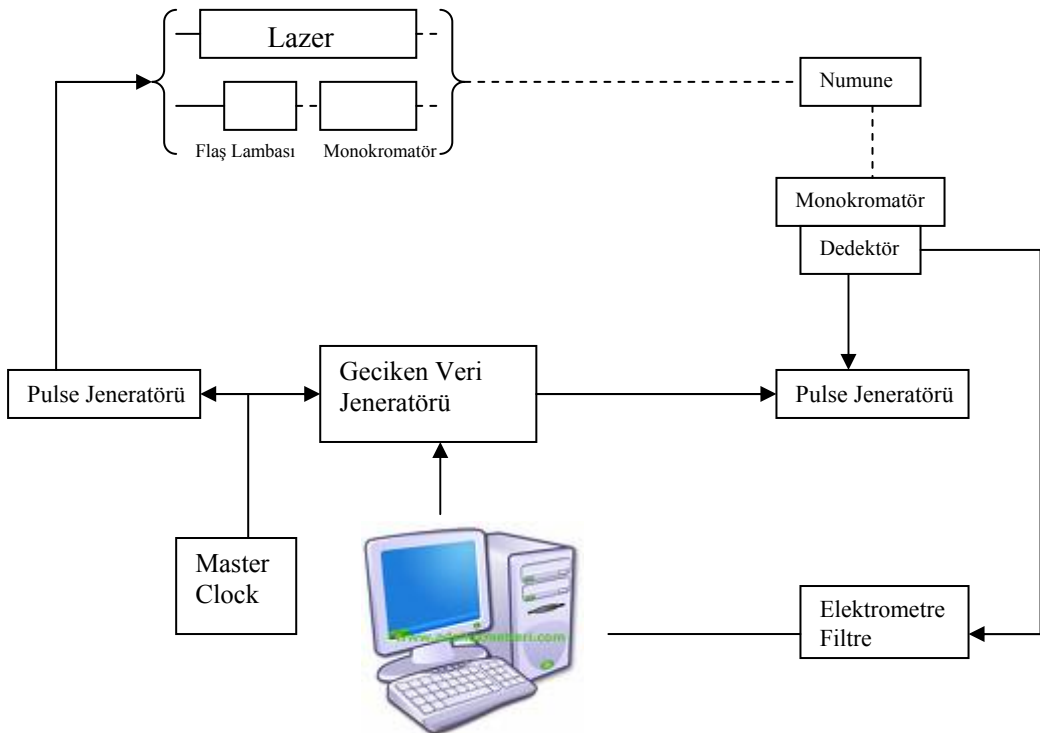 Lazer
Numune
Flaş Lambası
Monokromatör
Monokromatör
Dedektör
Pulse Jeneratörü
Geciken Veri
Jeneratörü
Pulse Jeneratörü
Master
Clock
Elektrometre
Filtre